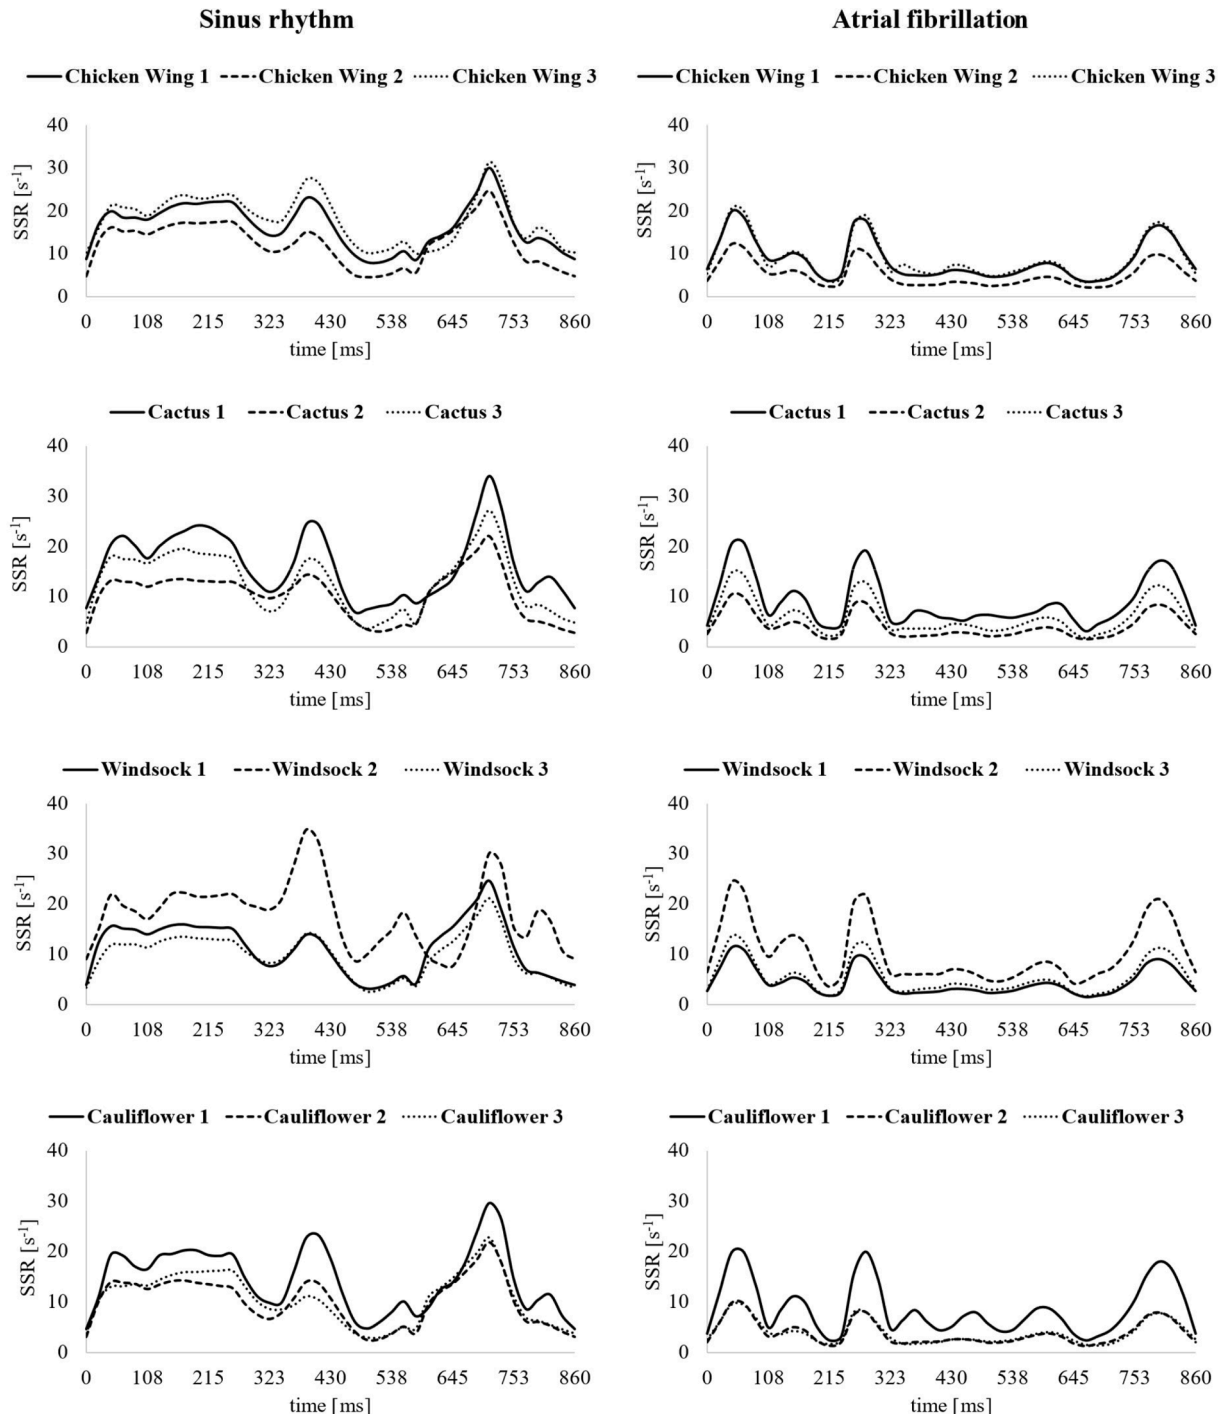 Sinus rhythm
Atrial fibrillation
Chicken Wing 1 Chicken Wing 2 Chicken Wing 3
40
30
20
10
0
SSR [s-1]
0 108 215 323 430 538 645 753 860
time [ms]
Chicken Wing 1 Chicken Wing 2 Chicken Wing 3
40
30
20
10
0
SSR [s-1]
0 108 215 323 430 538 645 753 860
time [ms]
Cactus 1 Cactus 2 Cactus 3
40
30
20
10
0
SSR [s-1]
0 108 215 323 430 538 645 753 860
time [ms]
Cactus 1 Cactus 2 Cactus 3
40
30
20
10
0
SSR [s-1]
0 108 215 323 430 538 645 753 860
time [ms]
Windsock 1 Windsock 2 Windsock 3
40
30
20
10
0
SSR [s-1]
0 108 215 323 430 538 645 753 860
time [ms]
Windsock 1 Windsock 2 Windsock 3
40
30
20
10
0
SSR [s-1]
0 108 215 323 430 538 645 753 860
time [ms]
Cauliflower 1 Cauliflower 2 Cauliflower 3
40
30
20
10
0
SSR [s-1]
0 108 215 323 430 538 645 753 860
time [ms]
Cauliflower 1 Cauliflower 2 Cauliflower 3
40
30
20
10
0
SSR [s-1]
0 108 215 323 430 538 645 753 860
time [ms]